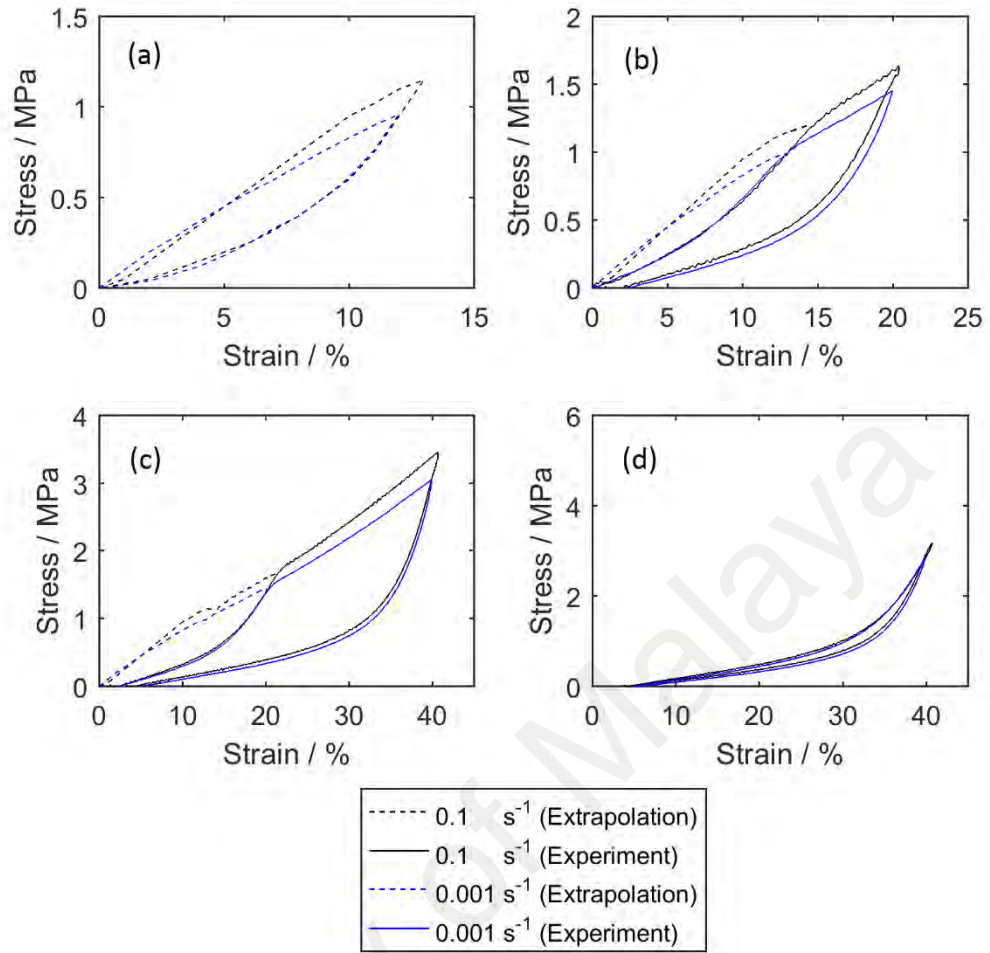 (a)
1.5
1
0.5
0
Stress / MPa
0 5 10 15
Strain / %
(b)
2
1.5
1
0.5
0
Stress / MPa
0 5 10 15 20 25
Strain / %
(c)
4
3
2
1
0
Stress / MPa
0 10 20 30 40
Strain / %
(d)
6
4
2
0
Stress / MPa
0 10 20 30 40
Strain / %
0.1 s⁻¹ (Extrapolation)
0.1 s⁻¹ (Experiment)
0.001 s⁻¹ (Extrapolation)
0.001 s⁻¹ (Experiment)
of Malaya